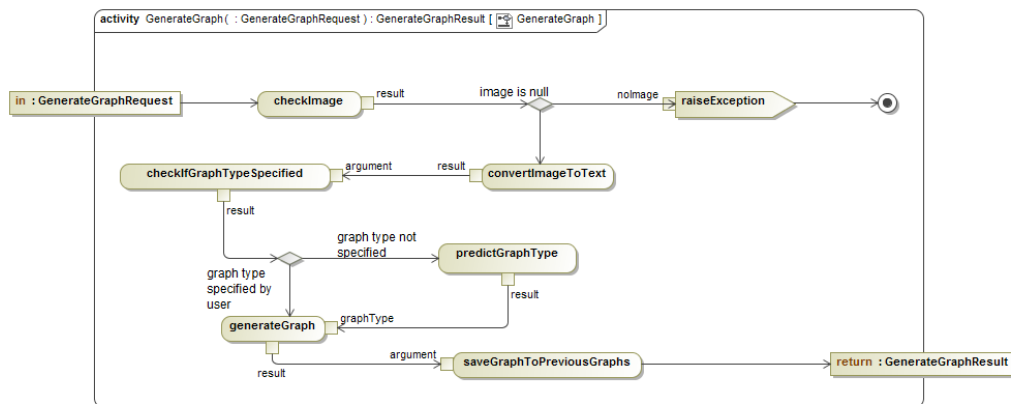 activity GenerateGraph( : GenerateGraphRequest ) : GenerateGraphResult [ GenerateGraph ]
in : GenerateGraphRequest
checkImage
result
image is null
noImage
raiseException
checkIfGraphTypeSpecified
argument
result
convertImageToText
result
graph type not
specified
predictGraphType
graph type
specified by
user
result
generateGraph
graphType
result
argument
saveGraphToPreviousGraphs
return : GenerateGraphResult